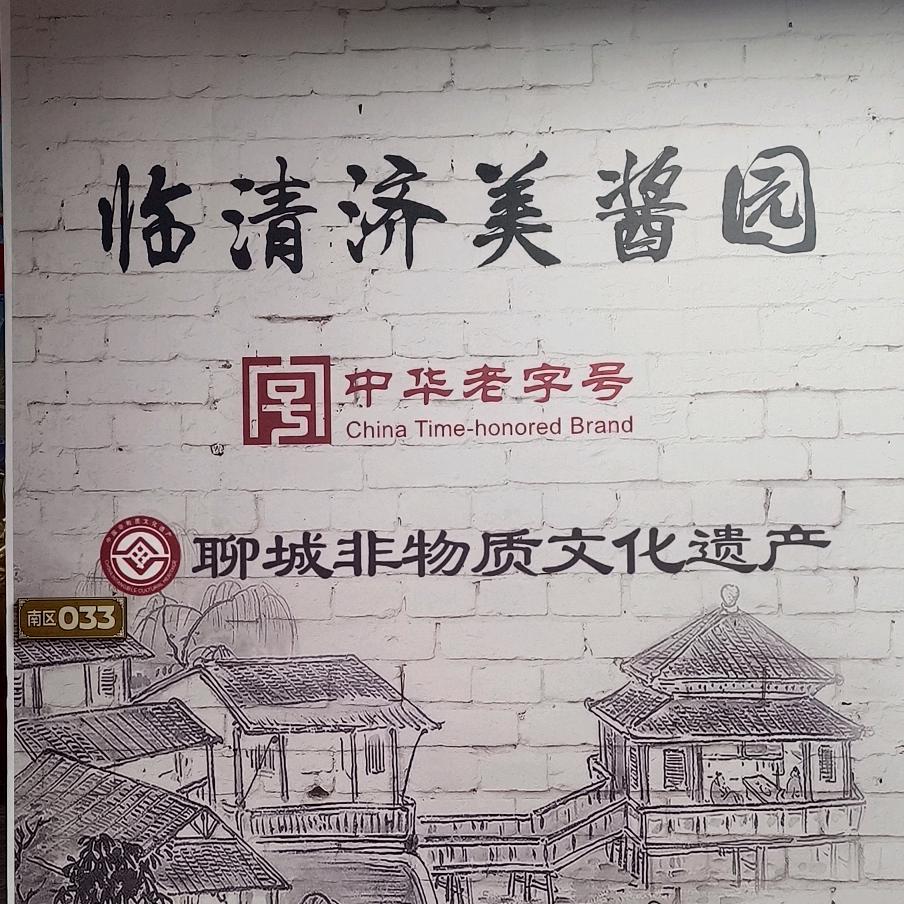 临清济美酱园
中华老字号
China Time-honored Brand
聊城非物质文化遗产
南区033